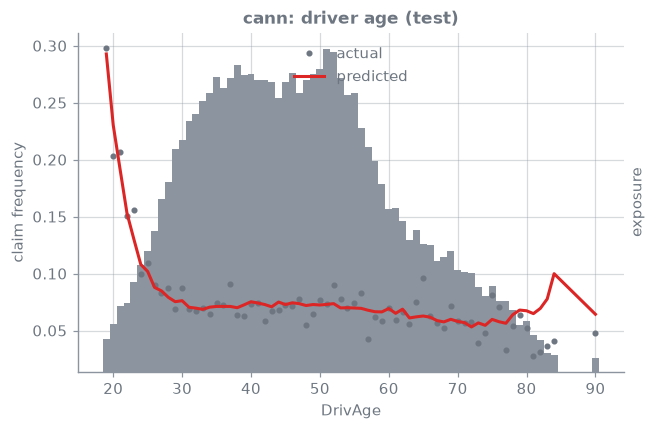 cann: driver age (test)
0.30
0.25
0.20
0.15
0.10
0.05
claim frequency
actual
predicted
exposure
20 30 40 50 60 70 80 90
DrivAge